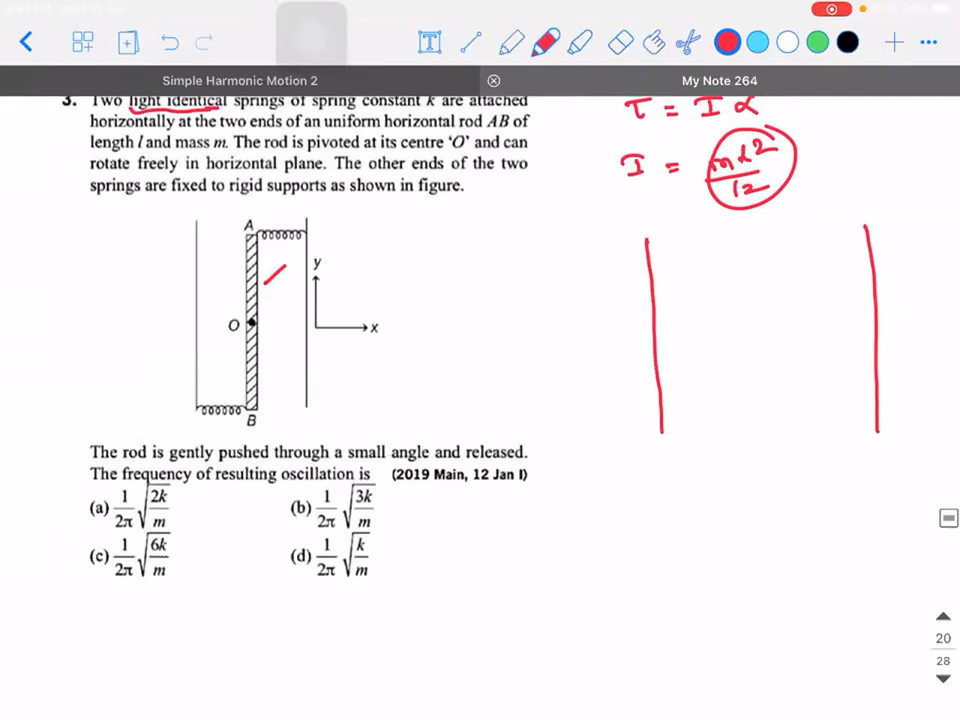 Simple Harmonic Motion 2
My Note 264
3. Two light identical springs of spring constant k are attached
horizontally at the two ends of an uniform horizontal rod AB of
length l and mass m. The rod is pivoted at its centre ‘O’ and can
rotate freely in horizontal plane. The other ends of the two
springs are fixed to rigid supports as shown in figure.
τ = I α
I = ml²/12
A
y
O
x
B
The rod is gently pushed through a small angle and released.
The frequency of resulting oscillation is (2019 Main, 12 Jan I)
(a) 1/2π √2k/m (b) 1/2π √3k/m
(c) 1/2π √6k/m (d) 1/2π √k/m
20
28